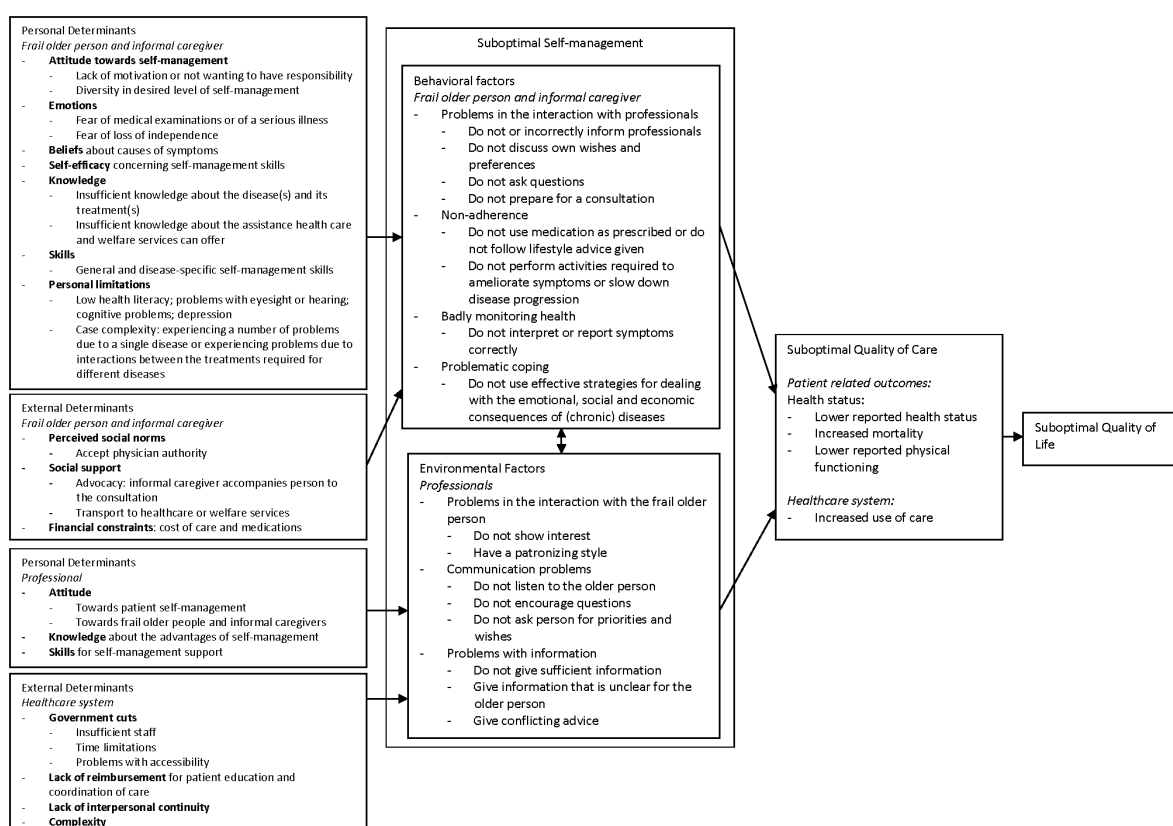 Personal Determinants
Frail older person and informal caregiver
- Attitude towards self-management
- Lack of motivation or not wanting to have responsibility
- Diversity in desired level of self-management
- Emotions
- Fear of medical examinations or of a serious illness
- Fear of loss of independence
- Beliefs about causes of symptoms
- Self-efficacy concerning self-management skills
- Knowledge
- Insufficient knowledge about the disease(s) and its
treatment(s)
- Insufficient knowledge about the assistance health care
and welfare services can offer
- Skills
- General and disease-specific self-management skills
- Personal limitations
- Low health literacy; problems with eyesight or hearing;
cognitive problems; depression
- Case complexity: experiencing a number of problems
due to a single disease or experiencing problems due to
interactions between the treatments required for
different diseases
External Determinants
Frail older person and informal caregiver
- Perceived social norms
- Accept physician authority
- Social support
- Advocacy: informal caregiver accompanies person to
the consultation
- Transport to healthcare or welfare services
- Financial constraints: cost of care and medications
Personal Determinants
Professional
- Attitude
- Towards patient self-management
- Towards frail older people and informal caregivers
- Knowledge about the advantages of self-management
- Skills for self-management support
External Determinants
Healthcare system
- Government cuts
- Insufficient staff
- Time limitations
- Problems with accessibility
- Lack of reimbursement for patient education and
coordination of care
- Lack of interpersonal continuity
- Complexity
Suboptimal Self-management
Behavioral factors
Frail older person and informal caregiver
- Problems in the interaction with professionals
- Do not or incorrectly inform professionals
- Do not discuss own wishes and
preferences
- Do not ask questions
- Do not prepare for a consultation
- Non-adherence
- Do not use medication as prescribed or do
not follow lifestyle advice given
- Do not perform activities required to
ameliorate symptoms or slow down
disease progression
- Badly monitoring health
- Do not interpret or report symptoms
correctly
- Problematic coping
- Do not use effective strategies for dealing
with the emotional, social and economic
consequences of (chronic) diseases
Environmental Factors
Professionals
- Problems in the interaction with the frail older
person
- Do not show interest
- Have a patronizing style
- Communication problems
- Do not listen to the older person
- Do not encourage questions
- Do not ask person for priorities and
wishes
- Problems with information
- Do not give sufficient information
- Give information that is unclear for the
older person
- Give conflicting advice
Suboptimal Quality of Care
Patient related outcomes:
Health status:
- Lower reported health status
- Increased mortality
- Lower reported physical
functioning
Healthcare system:
- Increased use of care
Suboptimal Quality of
Life